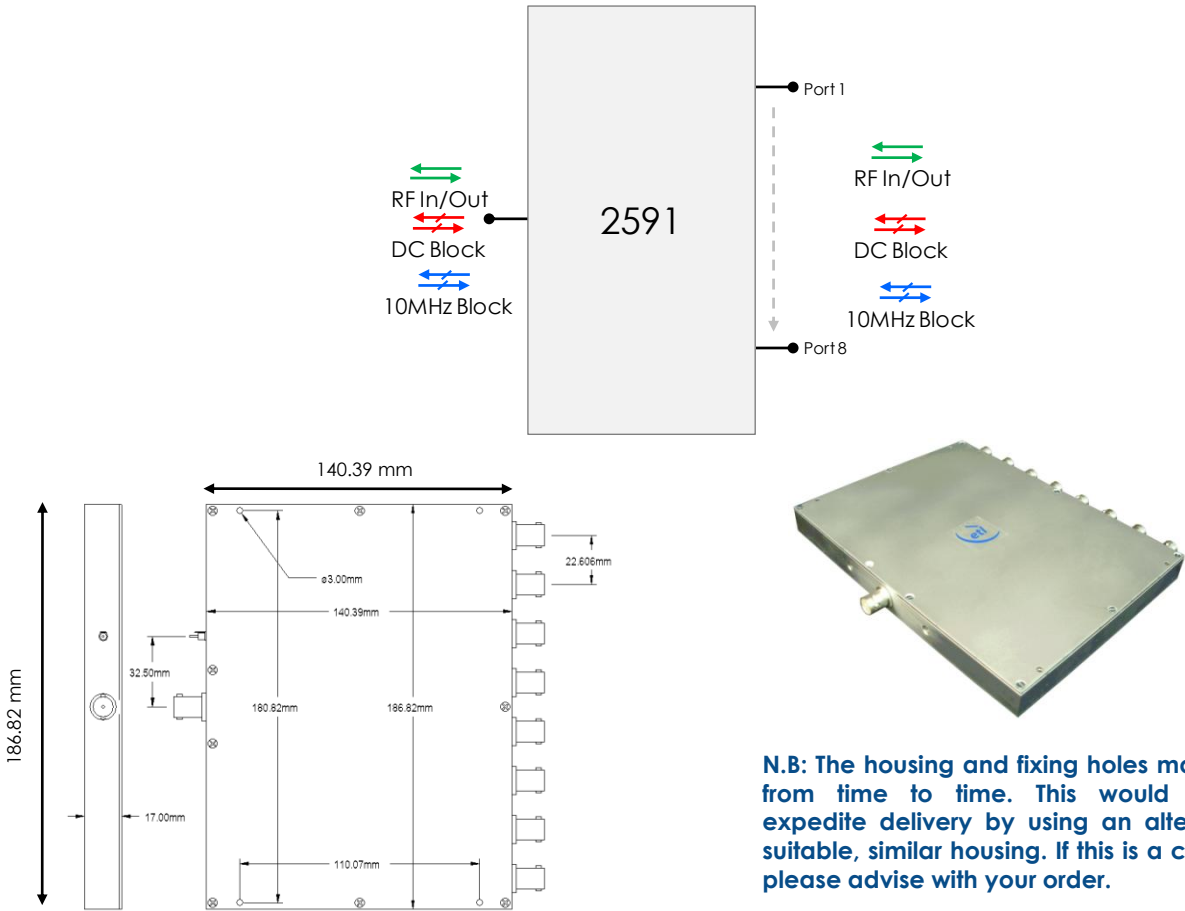 Port 1
RF In/Out
DC Block
10MHz Block
2591
RF In/Out
DC Block
10MHz Block
Port 8
140.39 mm
186.82 mm
ø3.00mm
22.606mm
140.39mm
32.50mm
180.82mm
186.82mm
17.00mm
110.07mm
eti
N.B: The housing and fixing holes
from time to time. This would
expedite delivery by using an
suitable, similar housing. If this is a
please advise with your order.